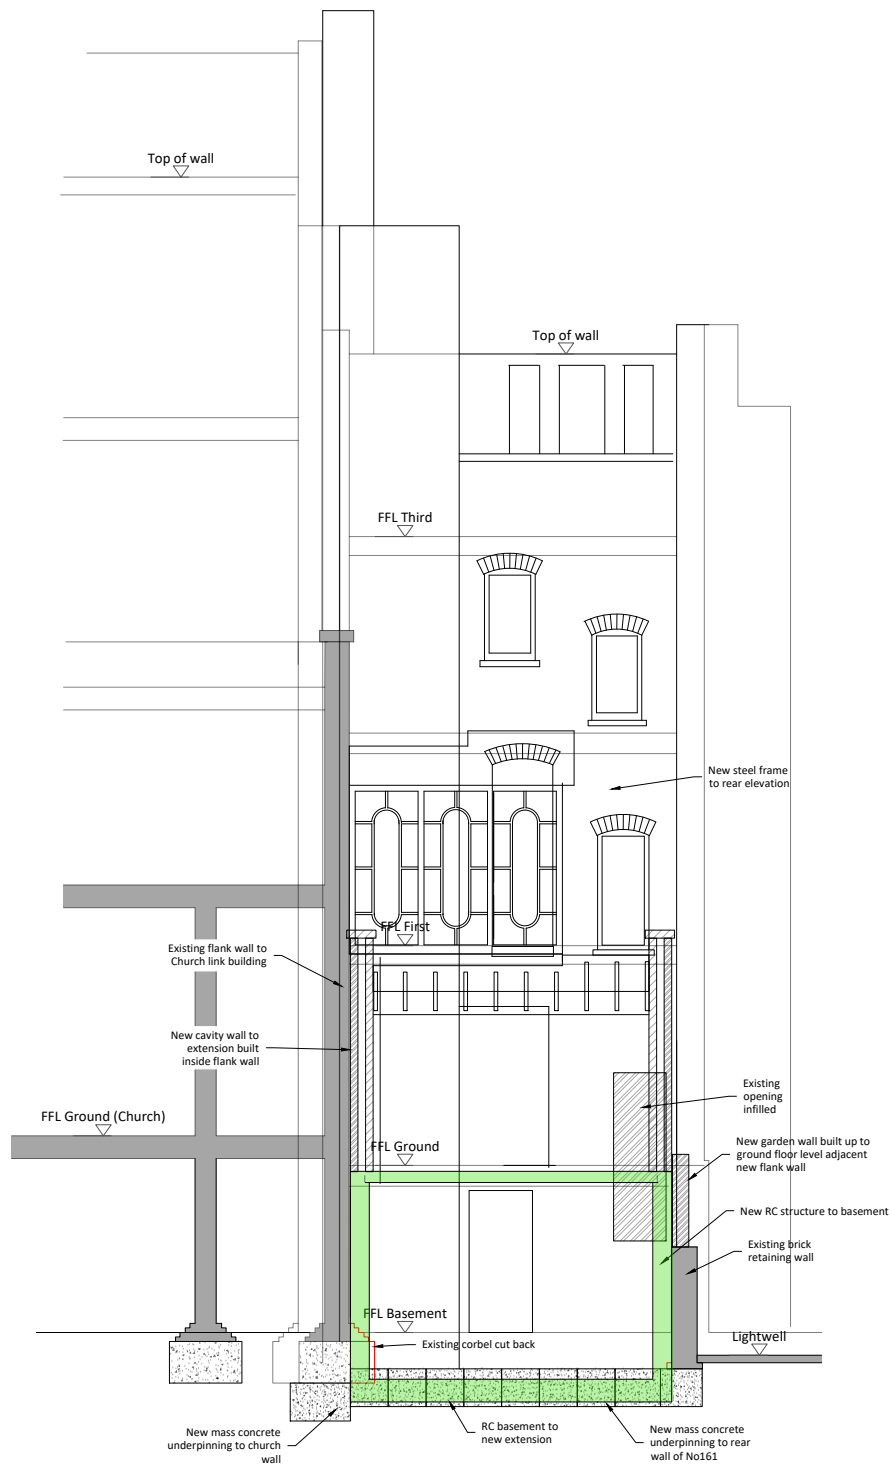 Top of wall
Top of wall
FFL Third
New steel frame
to rear elevation
FFL First
Existing flank wall to
Church link building
New cavity wall to
extension built
inside flank wall
Existing
opening
infilled
FFL Ground (Church)
FFL Ground
New garden wall built up to
ground floor level adjacent
new flank wall
New RC structure to basement
Existing brick
retaining wall
FFL Basement
Existing corbel cut back
Lightwell
New mass concrete
underpinning to church
wall
RC basement to
new extension
New mass concrete
underpinning to rear
wall of No161